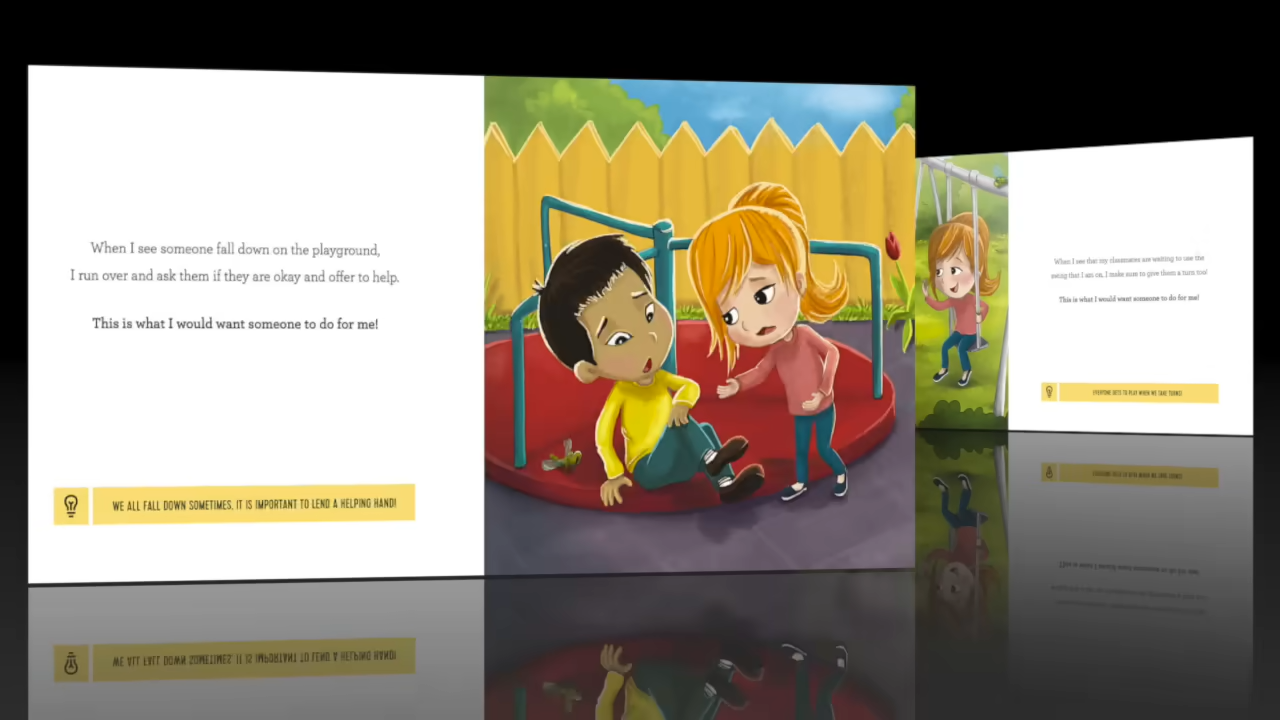 When I see someone fall down on the playground,
I run over and ask them if they are okay and offer to help.
This is what I would want someone to do for me!
WE ALL FALL DOWN SOMETIMES, IT IS IMPORTANT TO LEND A HELPING HAND!
When I see that my classmates are waiting to use the
swing that I am on, I make sure to give them a turn too!
This is what I would want someone to do for me!
EVERYONE GETS TO PLAY WHEN WE TAKE TURNS!